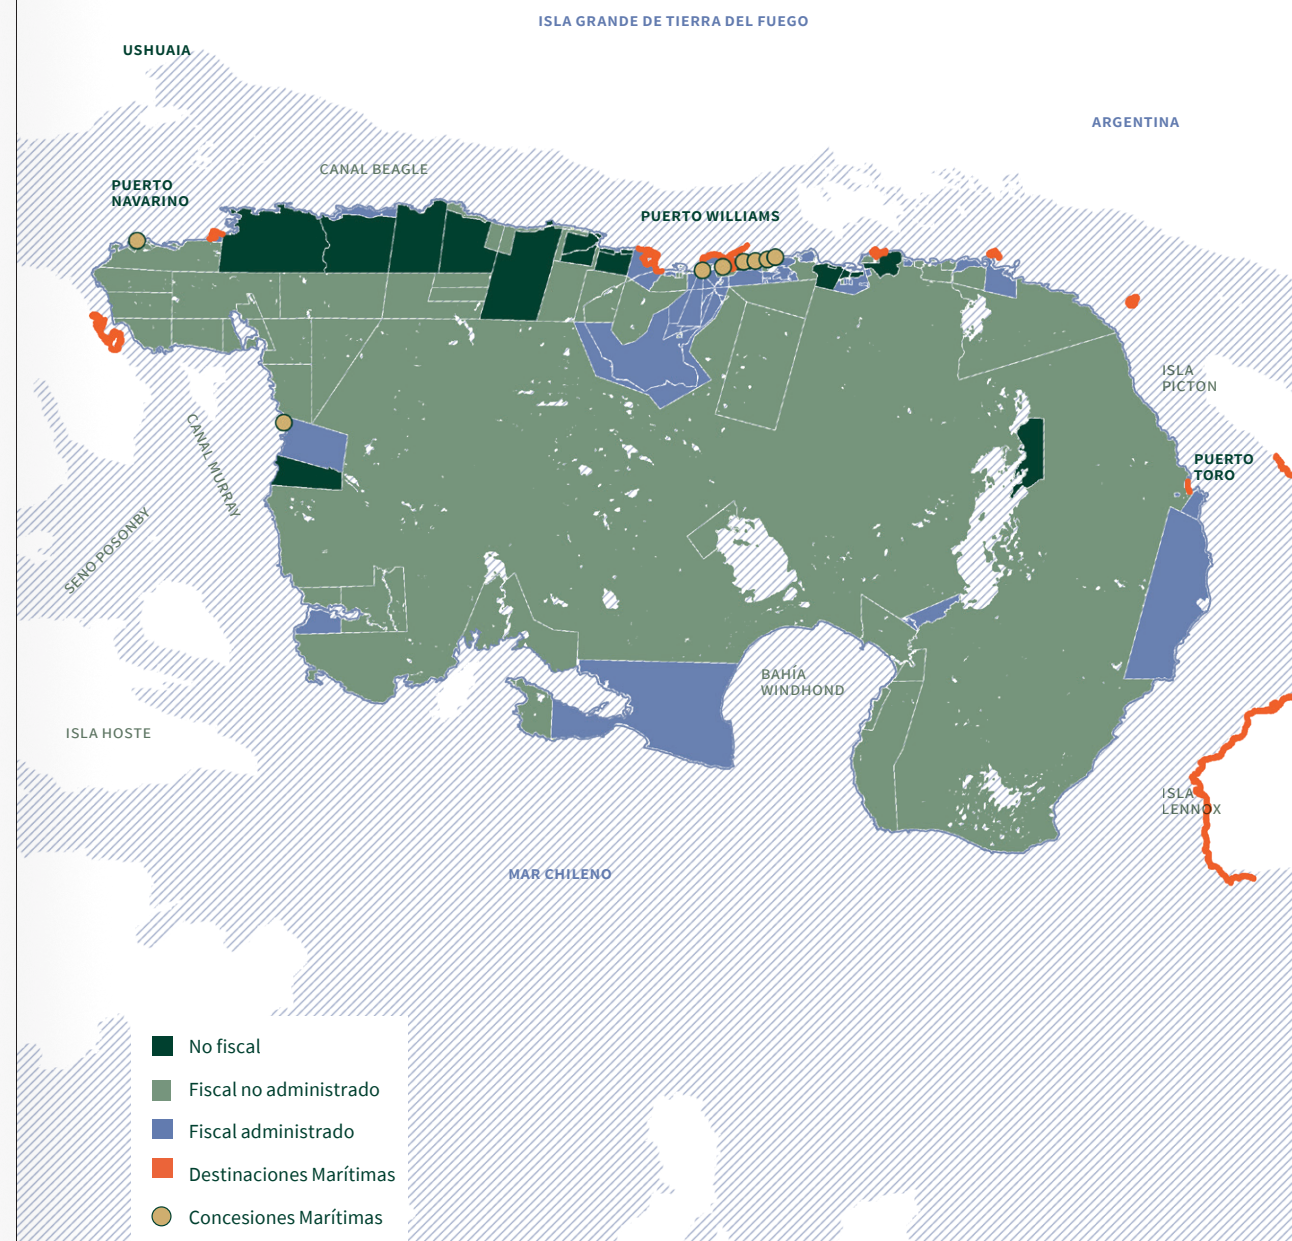 ISLA GRANDE DE TIERRA DEL FUEGO
USHUAIA
ARGENTINA
CANAL BEAGLE
PUERTO
NAVARINO
PUERTO WILLIAMS
ISLA
PICTON
CANAL MURRAY
PUERTO
TORO
SENO POSONBY
BAHÍA
WINDHOND
ISLA HOSTE
ISLA
LENNOX
MAR CHILENO
No fiscal
Fiscal no administrado
Fiscal administrado
Destinaciones Marítimas
Concesiones Marítimas